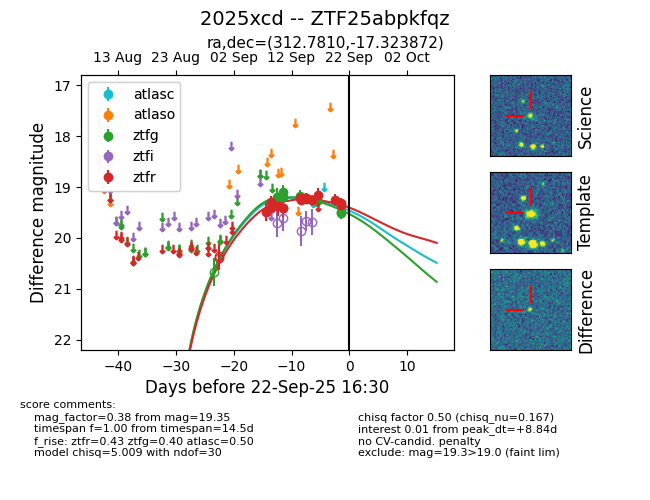 2025xcd -- ZTF25abpkfqz
ra,dec=(312.7810,-17.323872)
13 Aug 23 Aug 02 Sep 12 Sep 22 Sep 02 Oct
17
18
19
20
21
22
Difference magnitude
atlasc
atlaso
ztfg
ztfi
ztfr
−40 −30 −20 −10 0 10
Days before 22-Sep-25 16:30
Science
Template
Difference
score comments:
mag_factor=0.38 from mag=19.35
timespan f=1.00 from timespan=14.5d
f_rise: ztfr=0.43 ztfg=0.40 atlasc=0.50
model chisq=5.009 with ndof=30
chisq factor 0.50 (chisq_nu=0.167)
interest 0.01 from peak_dt=+8.84d
no CV-candid. penalty
exclude: mag=19.3>19.0 (faint lim)